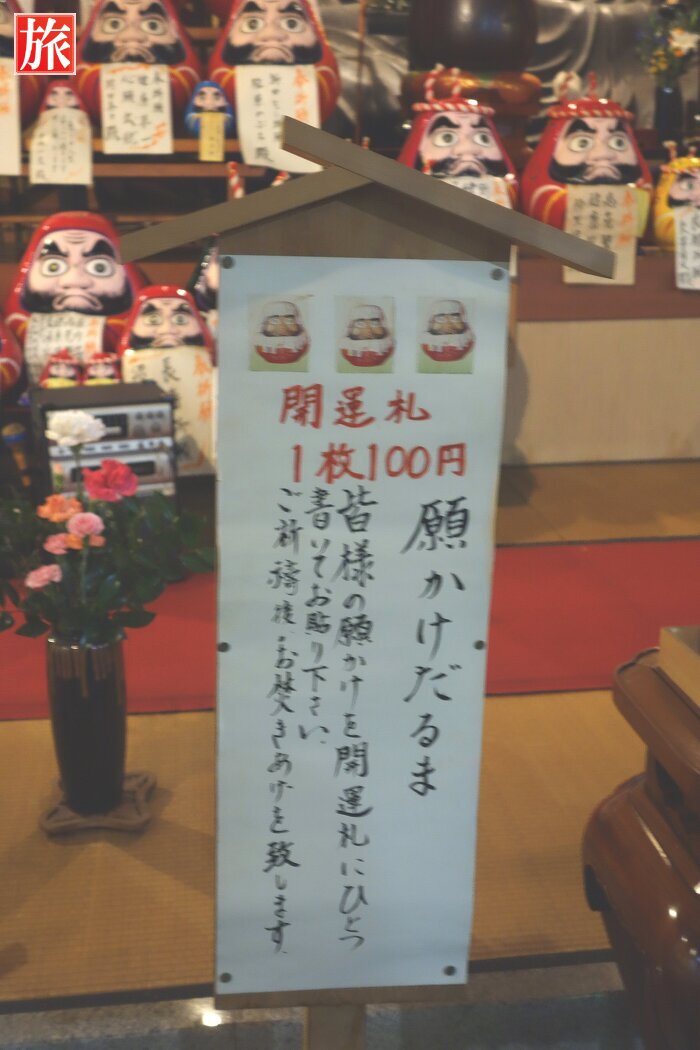 旅
開運札
1枚100円
願かけだるま
皆様の願かけを開運札にひとつ
書いてお貼り下さい、
ご祈祷後、お焚きあげを致します、